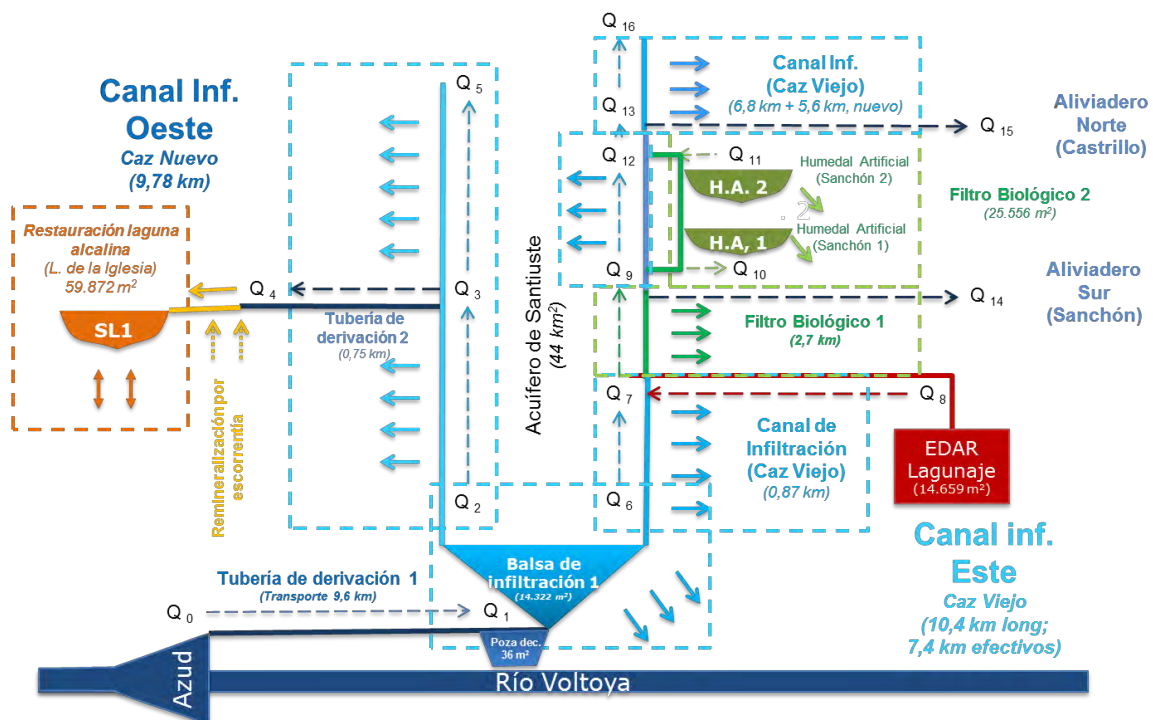 Q 16
Canal Inf.
(Caz Viejo)
(6,8 km + 5,6 km, nuevo)
Q 13
Q 15
Aliviadero
Norte
(Castrillo)
Canal Inf.
Oeste
Caz Nuevo
(9,78 km)
Q 5
Q 12
Q 11
Humedal Artificial
(Sanchón 2)
H.A. 2
. 2
Filtro Biológico 2
(25.556 m2)
H.A, 1
Humedal Artificial
(Sanchón 1)
Q 9
Q 10
Restauración laguna
alcalina
(L. de la Iglesia)
59.872 m2
SL1
Q 4
Q 3
Tubería de
derivación 2
(0,75 km)
Remineralización por
escorrentía
Acuífero de Santiuste
(44 km2)
Q 14
Aliviadero
Sur
(Sanchón)
Filtro Biológico 1
(2,7 km)
Q 7
Q 8
Canal de
Infiltración
(Caz Viejo)
(0,87 km)
EDAR
Lagunaje
(14.659 m2)
Q 2
Q 6
Canal inf.
Este
Caz Viejo
(10,4 km long;
7,4 km efectivos)
Balsa de
infiltración 1
(14.322 m2)
Tubería de derivación 1
(Transporte 9,6 km)
Q 0
Q 1
Poza dec.
36 m2
Azud
Río Voltoya